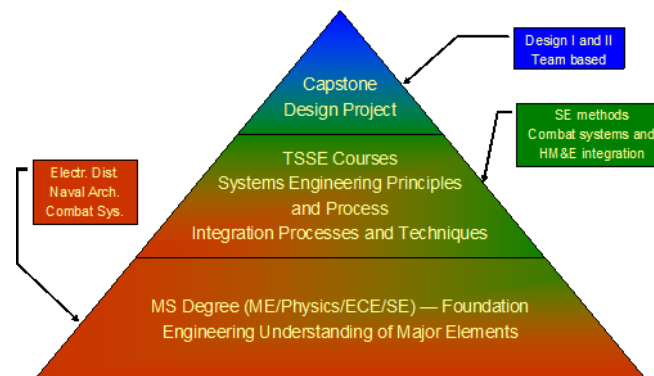 Capstone
Design Project
TSSE Courses
Systems Engineering Principles
and Process
Integration Processes and Techniques
MS Degree (ME/Physics/ECE/SE) — Foundation
Engineering Understanding of Major Elements
Design I and II
Team based
SE methods
Combat systems and
HM&E integration
Electr. Dist.
Naval Arch.
Combat Sys.